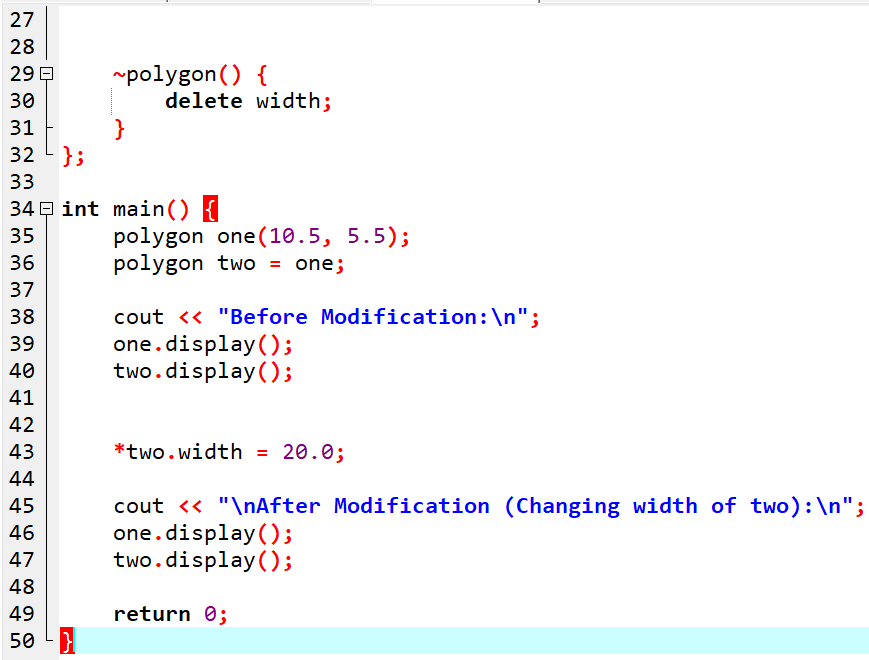 27
28
29 ~polygon() {
30 delete width;
31 }
32 };
33
34 int main() {
35 polygon one(10.5, 5.5);
36 polygon two = one;
37
38 cout << "Before Modification:\n";
39 one.display();
40 two.display();
41
42
43 *two.width = 20.0;
44
45 cout << "\nAfter Modification (Changing width of two):\n";
46 one.display();
47 two.display();
48
49 return 0;
50 }